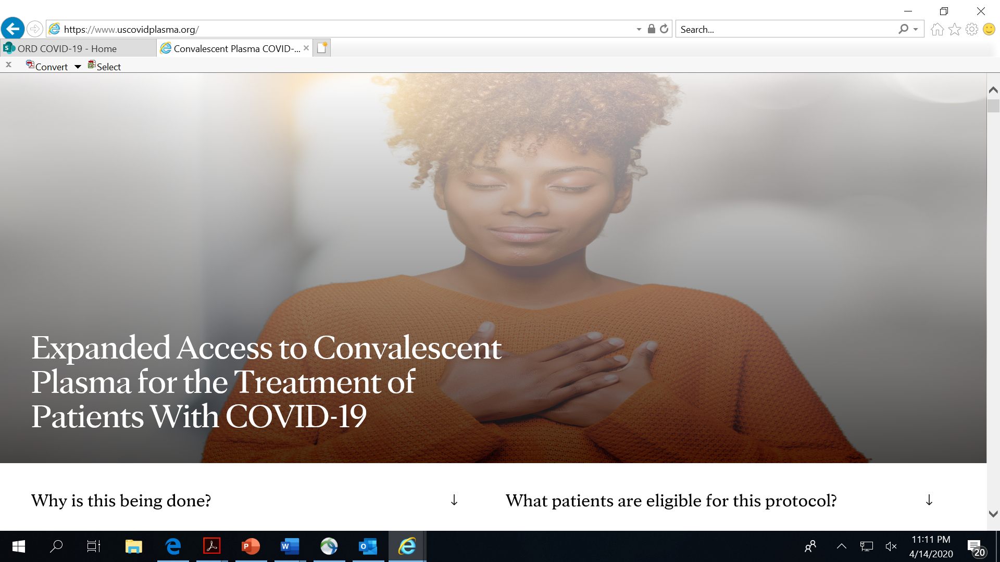 https://www.uscovidplasma.org/
Search...
ORD COVID-19 - Home
Convalescent Plasma COVID-...
Convert
Select
Expanded Access to Convalescent
Plasma for the Treatment of
Patients With COVID-19
Why is this being done?
What patients are eligible for this protocol?
11:11 PM
4/14/2020
20